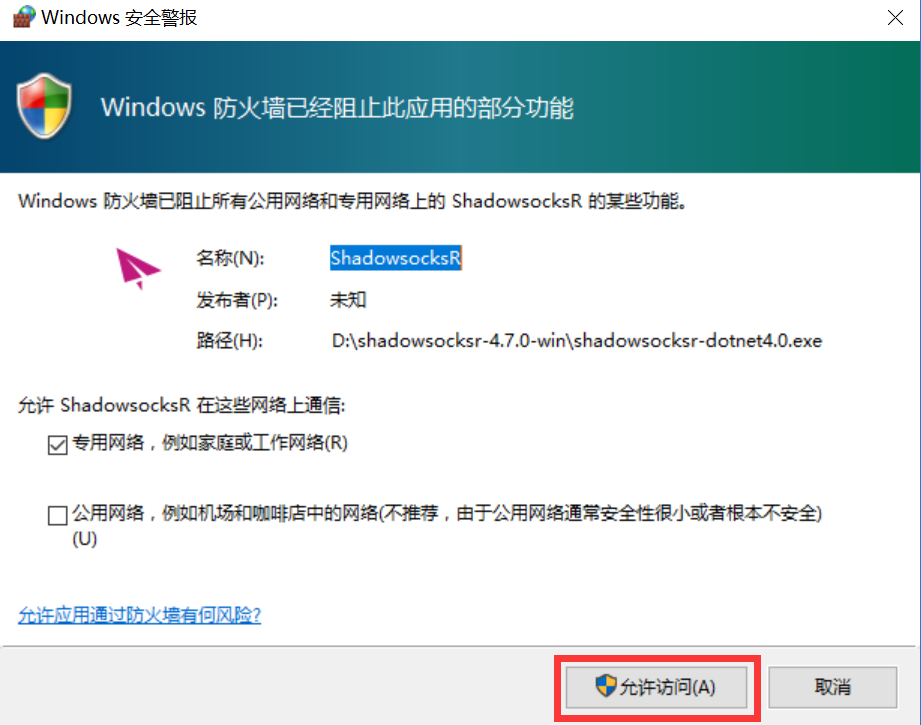 Windows 安全警报
Windows 防火墙已经阻止此应用的部分功能
Windows 防火墙已阻止所有公用网络和专用网络上的 ShadowsocksR 的某些功能。
名称(N): ShadowsocksR
发布者(P): 未知
路径(H): D:\shadowsocksr-4.7.0-win\shadowsocksr-dotnet4.0.exe
允许 ShadowsocksR 在这些网络上通信:
专用网络，例如家庭或工作网络(R)
公用网络，例如机场和咖啡店中的网络(不推荐，由于公用网络通常安全性很小或者根本不安全)
(U)
允许应用通过防火墙有何风险?
允许访问(A) 取消